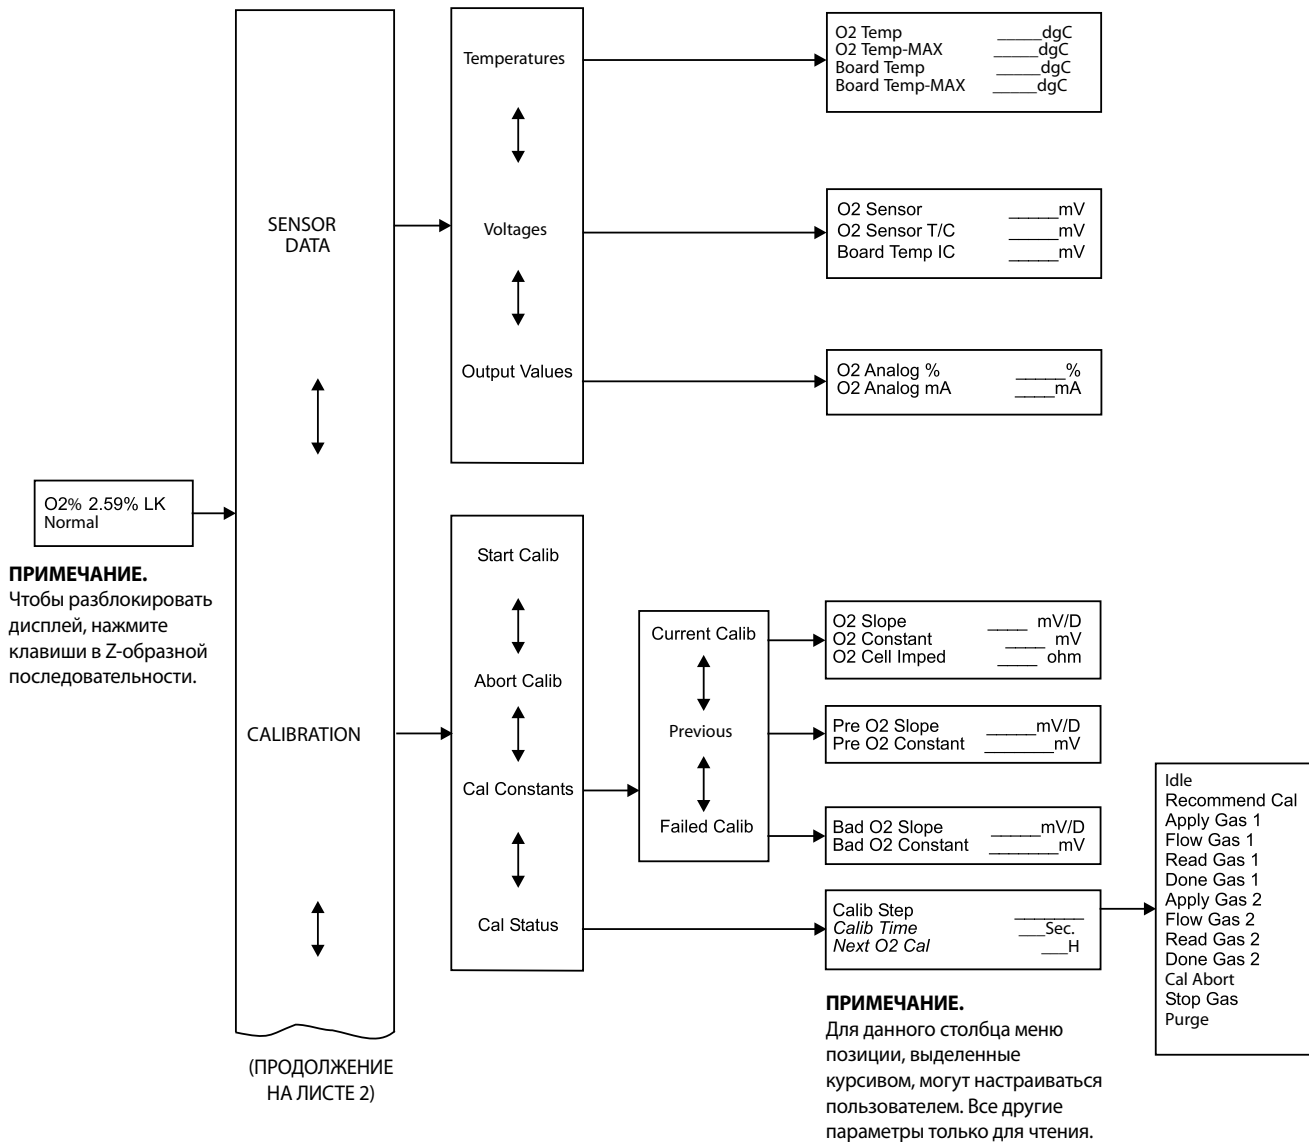 O2% 2.59% LK
Normal
ПРИМЕЧАНИЕ.
Чтобы разблокировать
дисплей, нажмите
клавиши в Z-образной
последовательности.
SENSOR
DATA
CALIBRATION
(ПРОДОЛЖЕНИЕ
НА ЛИСТЕ 2)
Temperatures
Voltages
Output Values
O2 Temp _____dgC
O2 Temp-MAX _____dgC
Board Temp _____dgC
Board Temp-MAX _____dgC
O2 Sensor _____mV
O2 Sensor T/C _____mV
Board Temp IC _____mV
O2 Analog % _____%
O2 Analog mA ____mA
Start Calib
Abort Calib
Cal Constants
Cal Status
Current Calib
Previous
Failed Calib
O2 Slope ____ mV/D
O2 Constant ____ mV
O2 Cell Imped ____ ohm
Pre O2 Slope _____mV/D
Pre O2 Constant _______mV
Bad O2 Slope _____mV/D
Bad O2 Constant _______mV
Calib Step _______
Calib Time ___Sec.
Next O2 Cal ___H
ПРИМЕЧАНИЕ.
Для данного столбца меню
позиции, выделенные
курсивом, могут настраиваться
пользователем. Все другие
параметры только для чтения.
Idle
Recommend Cal
Apply Gas 1
Flow Gas 1
Read Gas 1
Done Gas 1
Apply Gas 2
Flow Gas 2
Read Gas 2
Done Gas 2
Cal Abort
Stop Gas
Purge